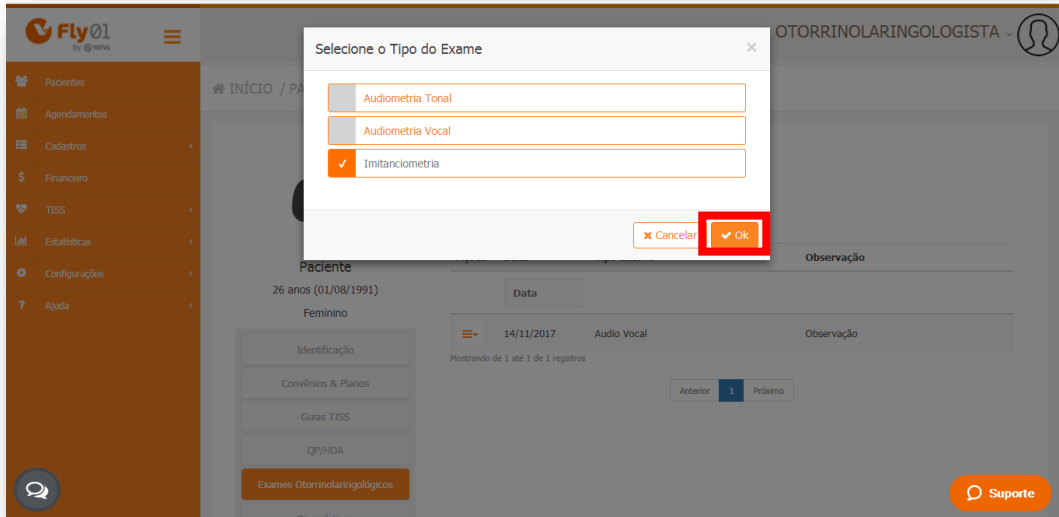 Fly01
by nerus
OTORRINOLARINGOLOGISTA
Selecione o Tipo do Exame
×
Audiometria Tonal
Audiometria Vocal
Imitanciometria
Cancelar
Ok
INÍCIO / PA
Pacientes
Agendamentos
Cadastros
Financeiro
TISS
Estatísticas
Configurações
Ajuda
Paciente
26 anos (01/08/1991)
Feminino
Identificação
Convênios & Planos
Guias TISS
QP/HDA
Exames Otorrinolaringológicos
Observação
Data
14/11/2017 Audio Vocal Observação
Mostrando de 1 até 1 de 1 registros
Anterior 1 Próximo
Suporte